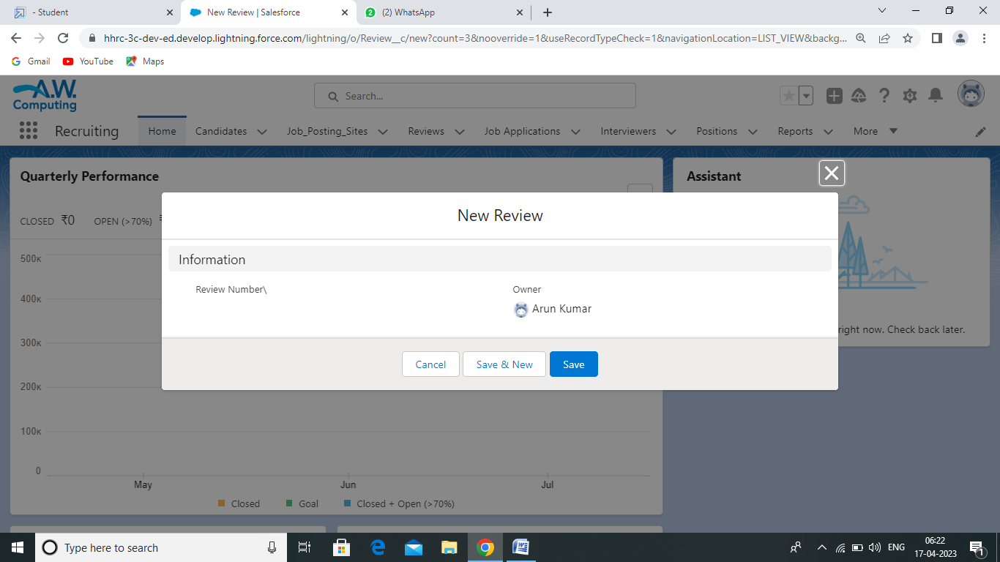 - Student
New Review | Salesforce
(2) WhatsApp
hhrc-3c-dev-ed.develop.lightning.force.com/lightning/o/Review__c/new?count=3&nooverride=1&useRecordTypeCheck=1&navigationLocation=LIST_VIEW&backg...
Gmail YouTube Maps
A.W.
Computing
Search...
Recruiting Home Candidates Job_Posting_Sites Reviews Job Applications Interviewers Positions Reports More
Quarterly Performance
Assistant
CLOSED ₹0 OPEN (>70%)
New Review
Information
Review Number\ Owner
Arun Kumar
right now. Check back later.
Cancel Save & New Save
500K
400K
300K
200K
100K
0
May Jun Jul
Closed Goal Closed + Open (>70%)
Type here to search
ENG
06:22
17-04-2023
1